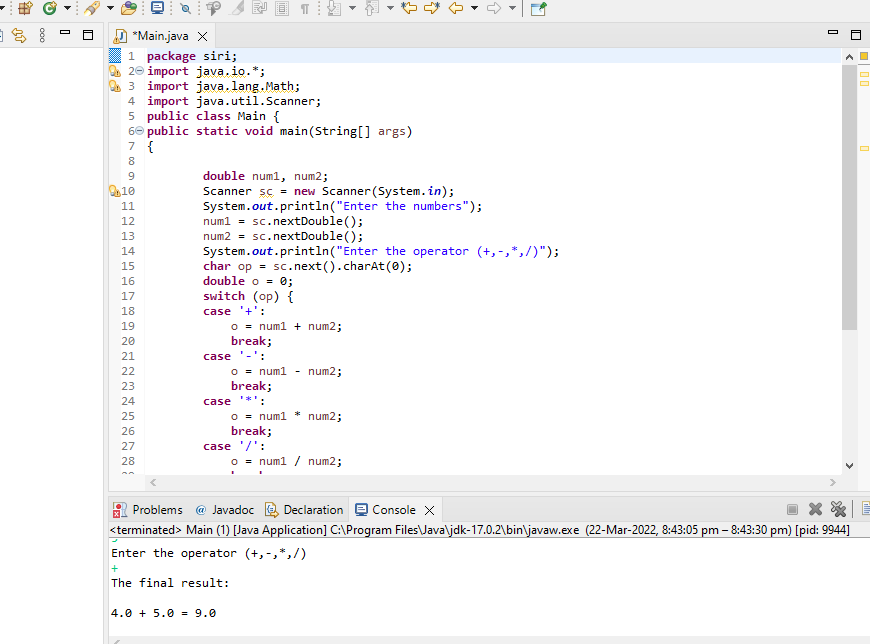 *Main.java
1 package siri;
2 import java.io.*;
3 import java.lang.Math;
4 import java.util.Scanner;
5 public class Main {
6 public static void main(String[] args)
7 {
8
9 double num1, num2;
10 Scanner sc = new Scanner(System.in);
11 System.out.println("Enter the numbers");
12 num1 = sc.nextDouble();
13 num2 = sc.nextDouble();
14 System.out.println("Enter the operator (+,-,*,/)");
15 char op = sc.next().charAt(0);
16 double o = 0;
17 switch (op) {
18 case '+':
19 o = num1 + num2;
20 break;
21 case '-':
22 o = num1 - num2;
23 break;
24 case '*':
25 o = num1 * num2;
26 break;
27 case '/':
28 o = num1 / num2;
Problems @ Javadoc Declaration Console
<terminated> Main (1) [Java Application] C:\Program Files\Java\jdk-17.0.2\bin\javaw.exe (22-Mar-2022, 8:43:05 pm – 8:43:30 pm) [pid: 9944]
Enter the operator (+,-,*,/)
+
The final result:
4.0 + 5.0 = 9.0